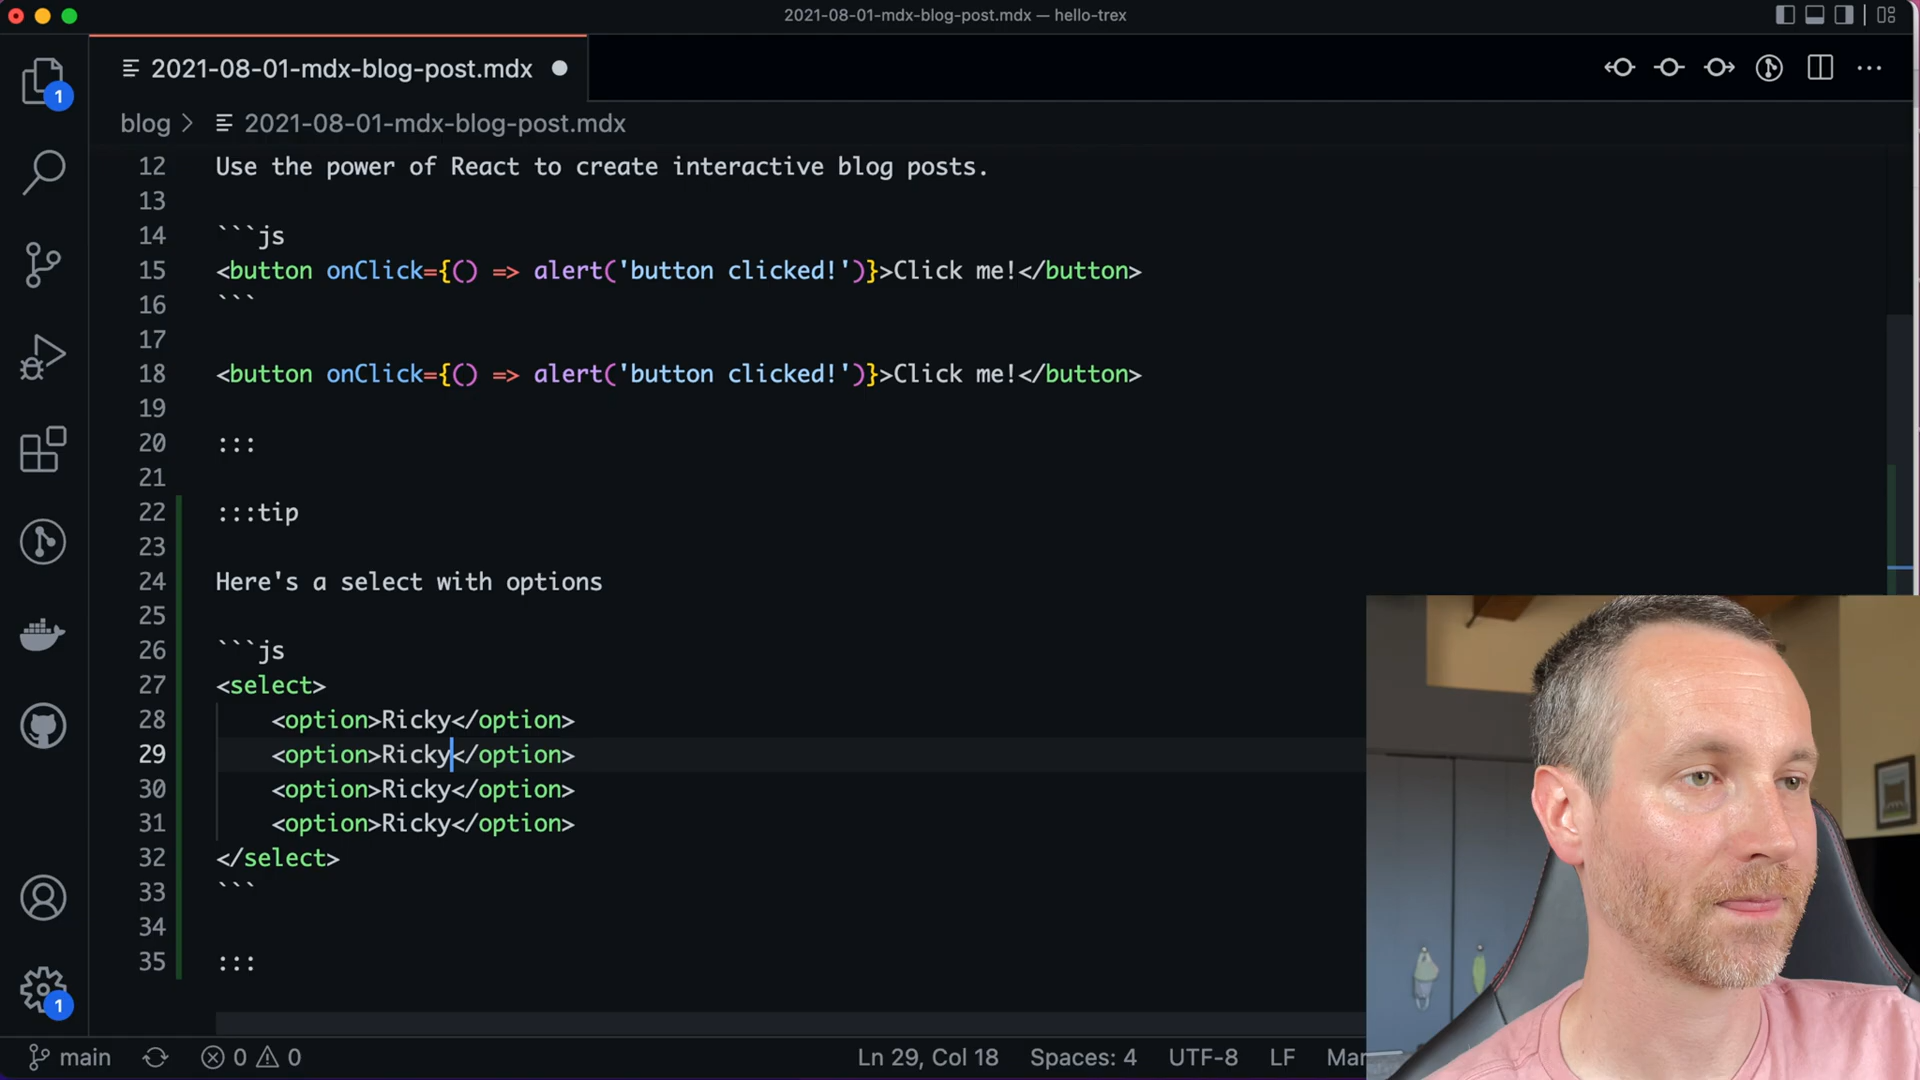 2021-08-01-mdx-blog-post.mdx — hello-trex
2021-08-01-mdx-blog-post.mdx
1
blog > 2021-08-01-mdx-blog-post.mdx
12 Use the power of React to create interactive blog posts.
13
14 ```js
15 <button onClick={() => alert('button clicked!')}>Click me!</button>
16 ```
17
18 <button onClick={() => alert('button clicked!')}>Click me!</button>
19
20 :::
21
22 :::tip
23
24 Here's a select with options
25
26 ```js
27 <select>
28 <option>Ricky</option>
29 <option>Ricky</option>
30 <option>Ricky</option>
31 <option>Ricky</option>
32 </select>
33 ```
34
35 :::
1
main 0 0 Ln 29, Col 18 Spaces: 4 UTF-8 LF